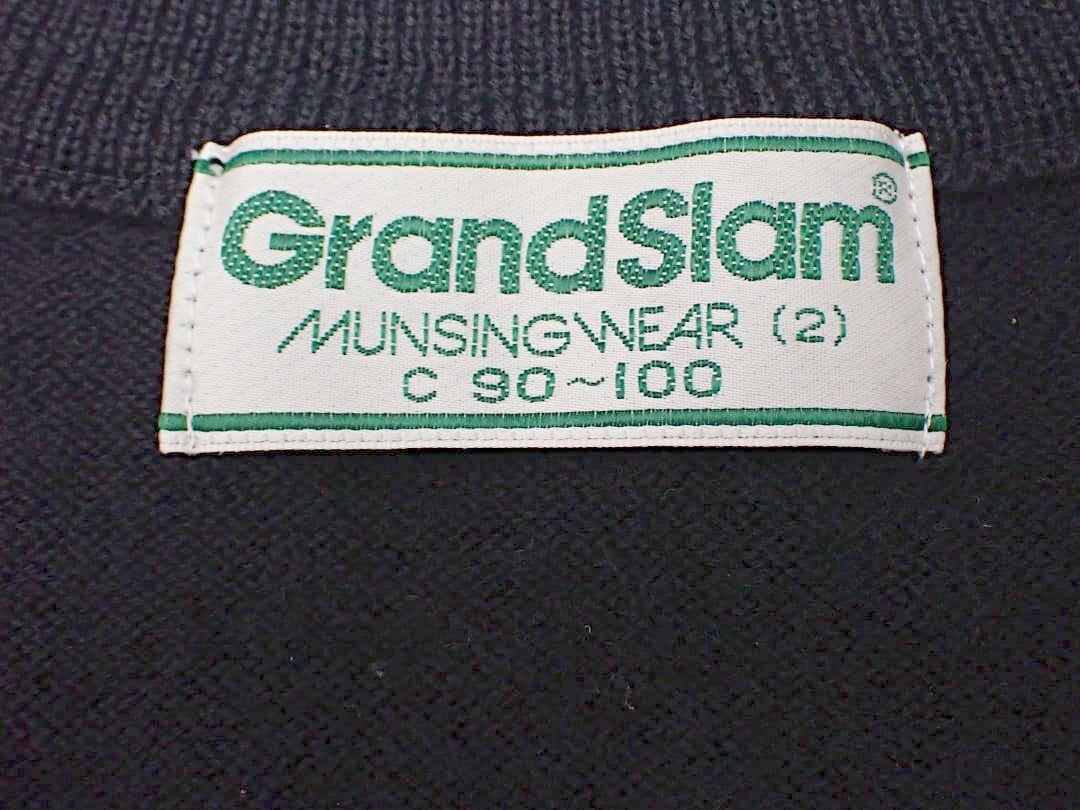 GrandSlam®
MUNSINGWEAR (2)
C 90~100